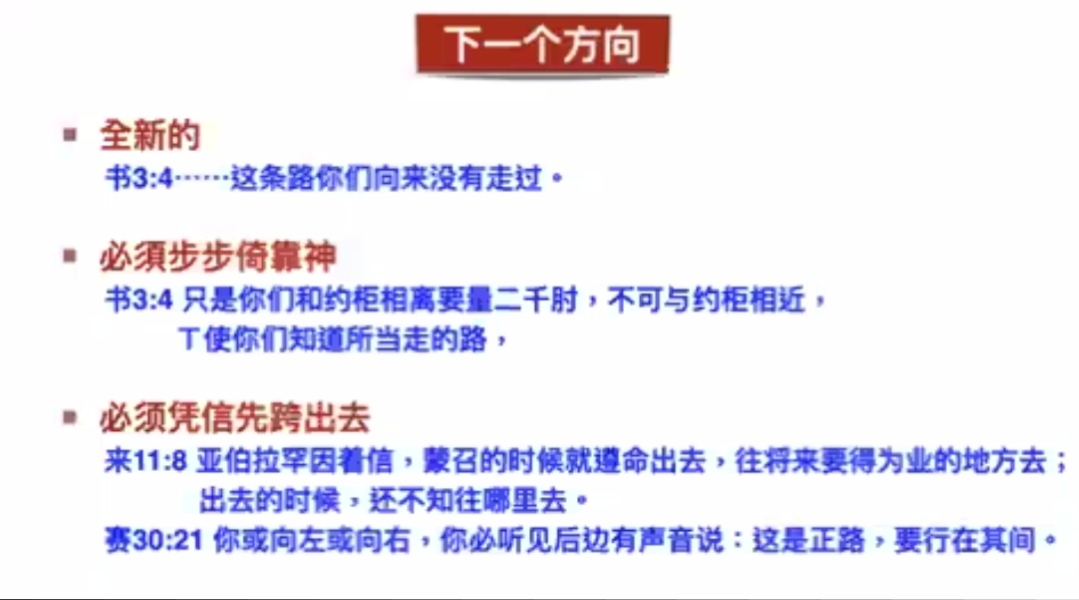 下一个方向
全新的
书3:4……这条路你们向来没有走过。
必須步步倚靠神
书3:4 只是你们和约柜相离要量二千肘，不可与约柜相近，
丅使你们知道所当走的路，
必须凭信先跨出去
来11:8 亚伯拉罕因着信，蒙召的时候就遵命出去，往将来要得为业的地方去；
出去的时候，还不知往哪里去。
赛30:21 你或向左或向右，你必听见后边有声音说：这是正路，要行在其间。